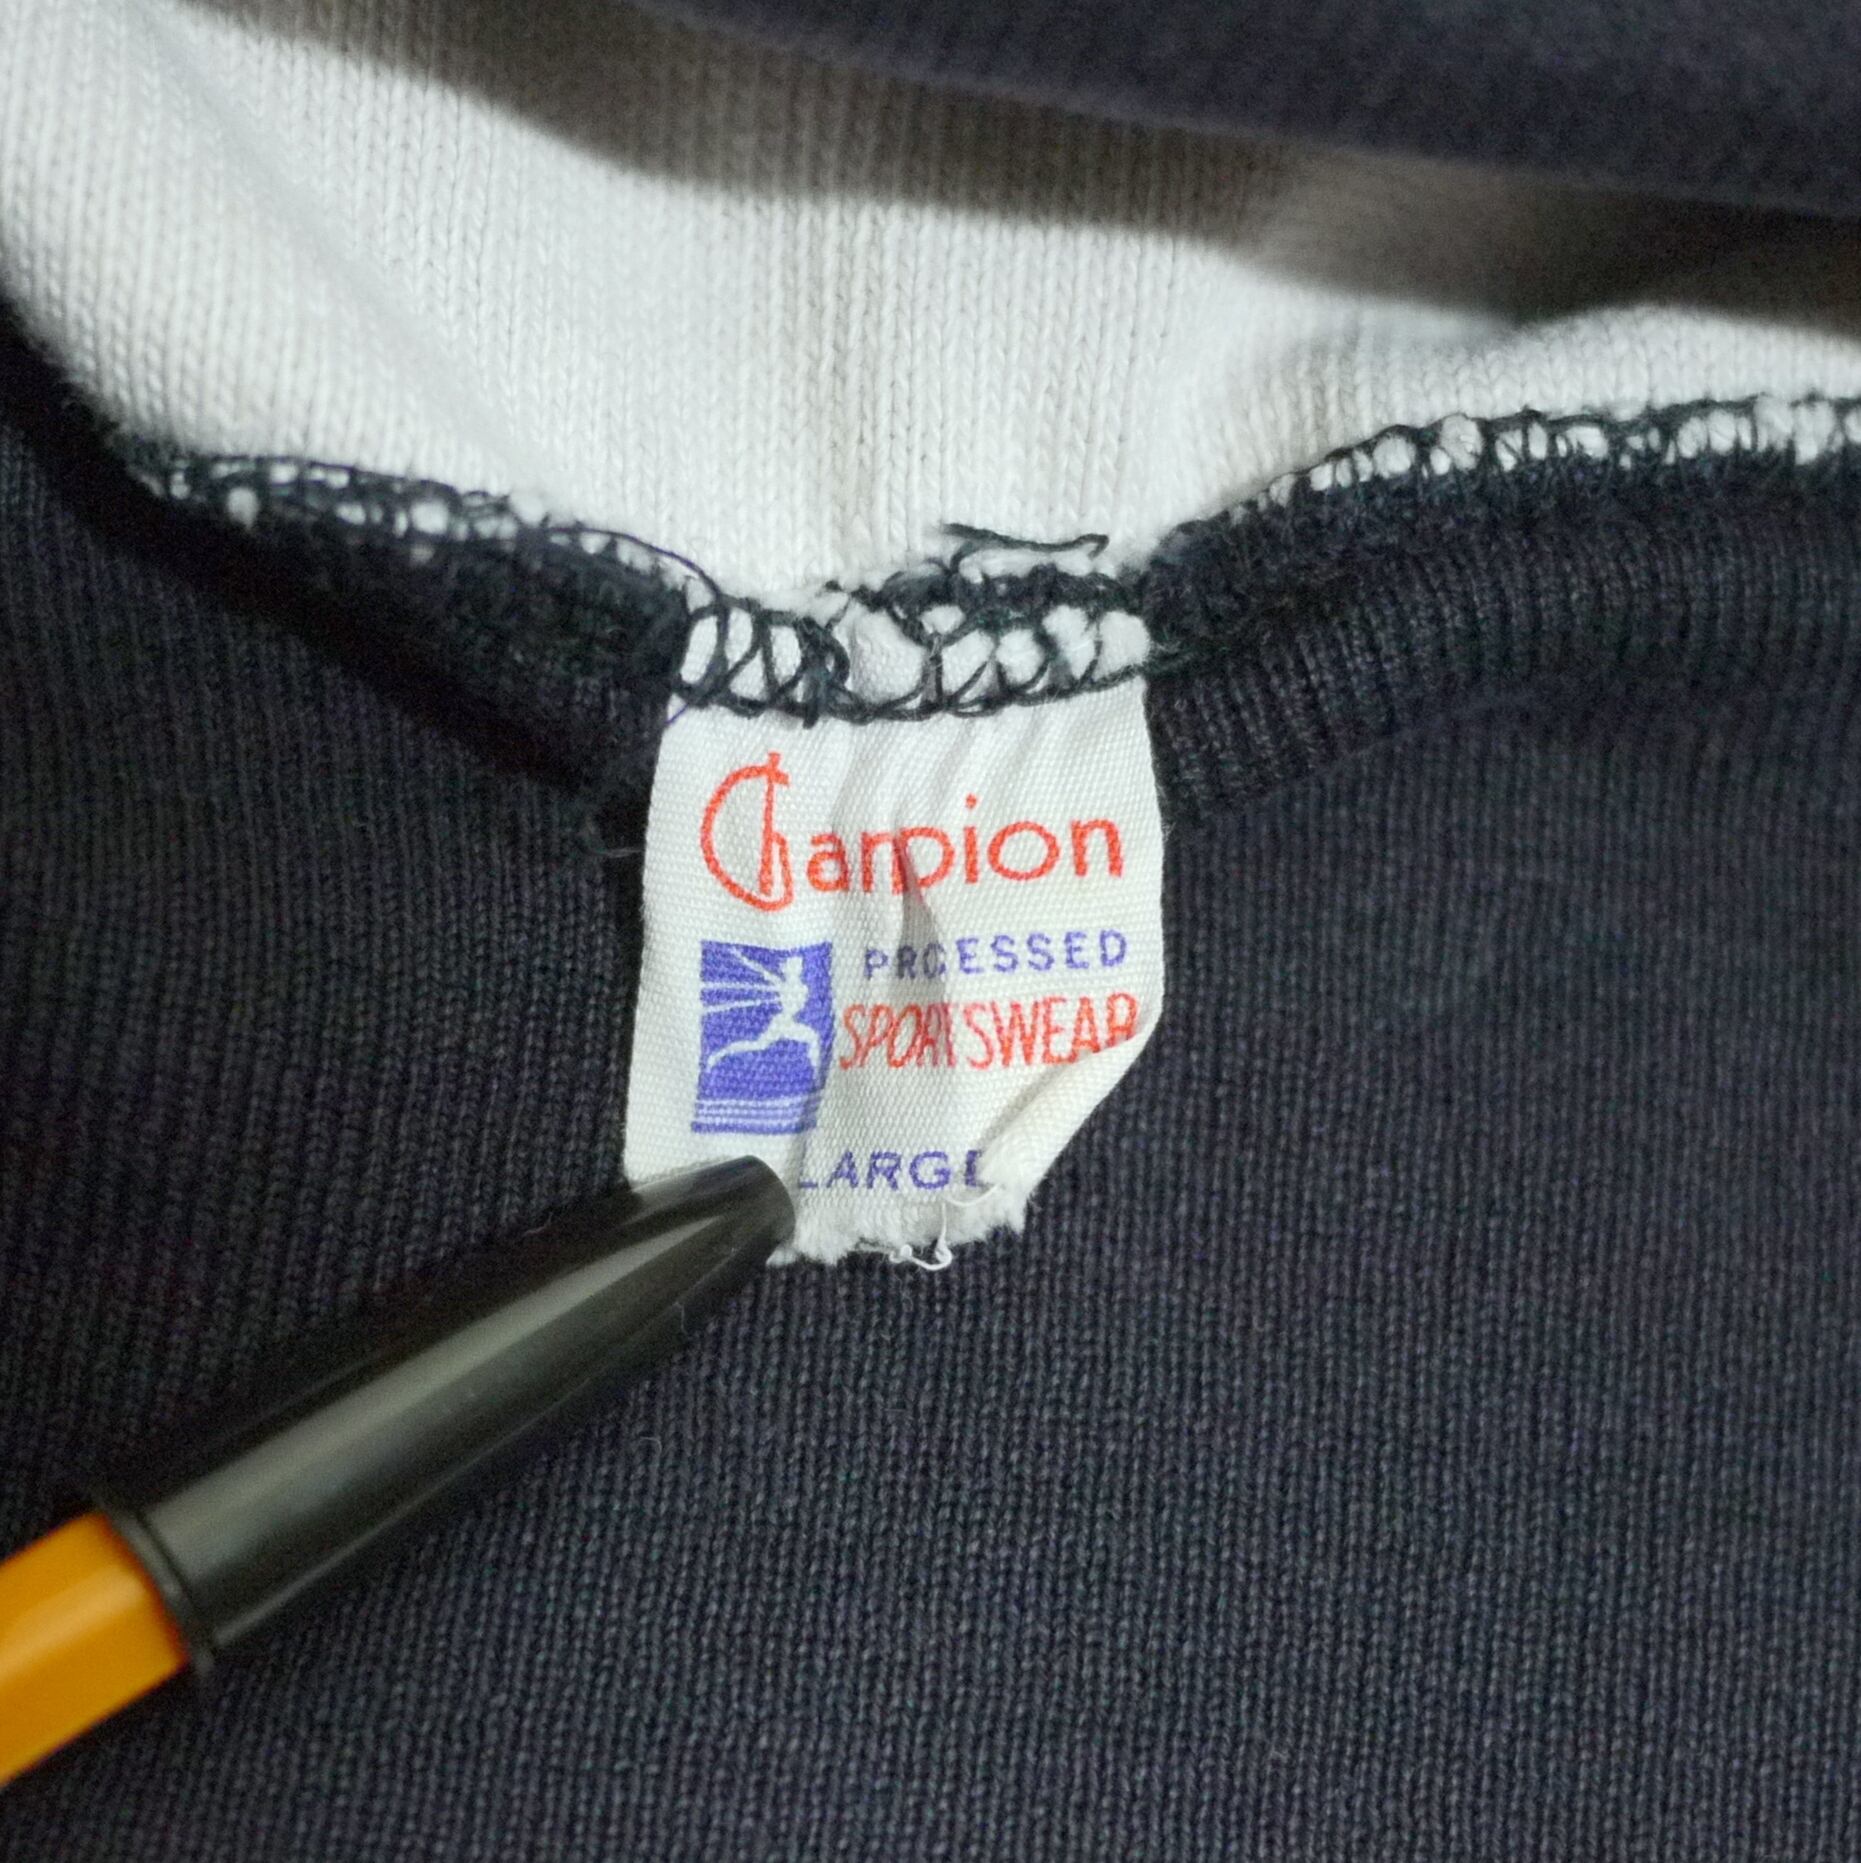 Champion
PROCESSED
SPORTSWEAR
LARGE